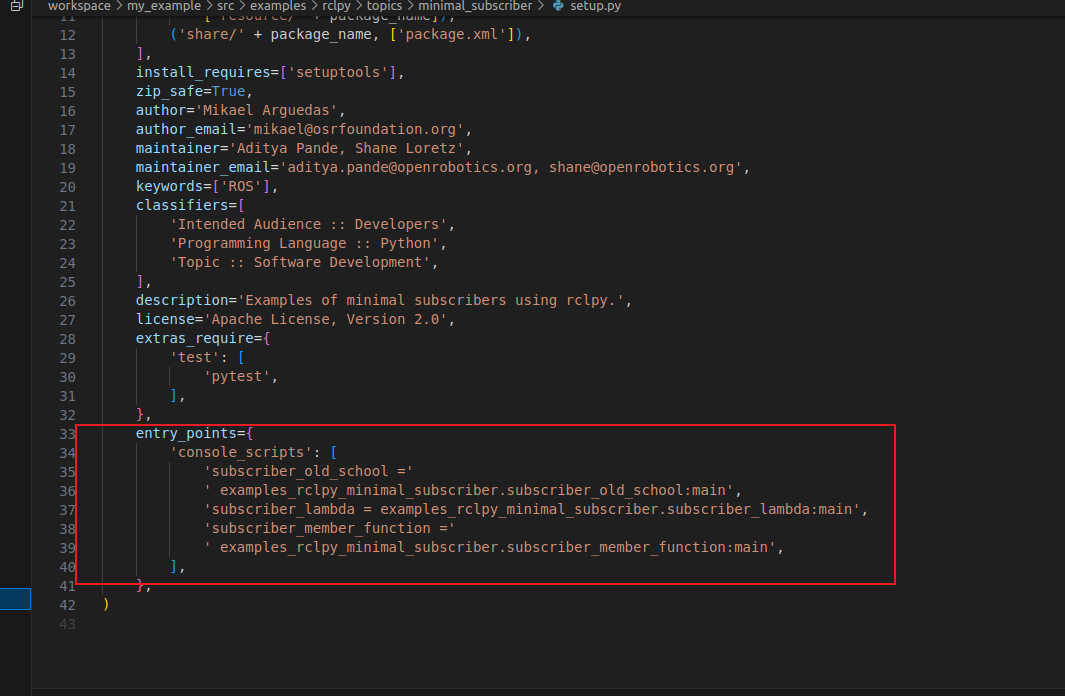 workspace > my_example > src > examples > rclpy > topics > minimal_subscriber > setup.py
11 ['resource/' + package_name]),
12 ('share/' + package_name, ['package.xml']),
13 ],
14 install_requires=['setuptools'],
15 zip_safe=True,
16 author='Mikael Arguedas',
17 author_email='mikael@osrfoundation.org',
18 maintainer='Aditya Pande, Shane Loretz',
19 maintainer_email='aditya.pande@openrobotics.org, shane@openrobotics.org',
20 keywords=['ROS'],
21 classifiers=[
22 'Intended Audience :: Developers',
23 'Programming Language :: Python',
24 'Topic :: Software Development',
25 ],
26 description='Examples of minimal subscribers using rclpy.',
27 license='Apache License, Version 2.0',
28 extras_require={
29 'test': [
30 'pytest',
31 ],
32 },
33 entry_points={
34 'console_scripts': [
35 'subscriber_old_school ='
36 ' examples_rclpy_minimal_subscriber.subscriber_old_school:main',
37 'subscriber_lambda = examples_rclpy_minimal_subscriber.subscriber_lambda:main',
38 'subscriber_member_function ='
39 ' examples_rclpy_minimal_subscriber.subscriber_member_function:main',
40 ],
41 },
42 )
43